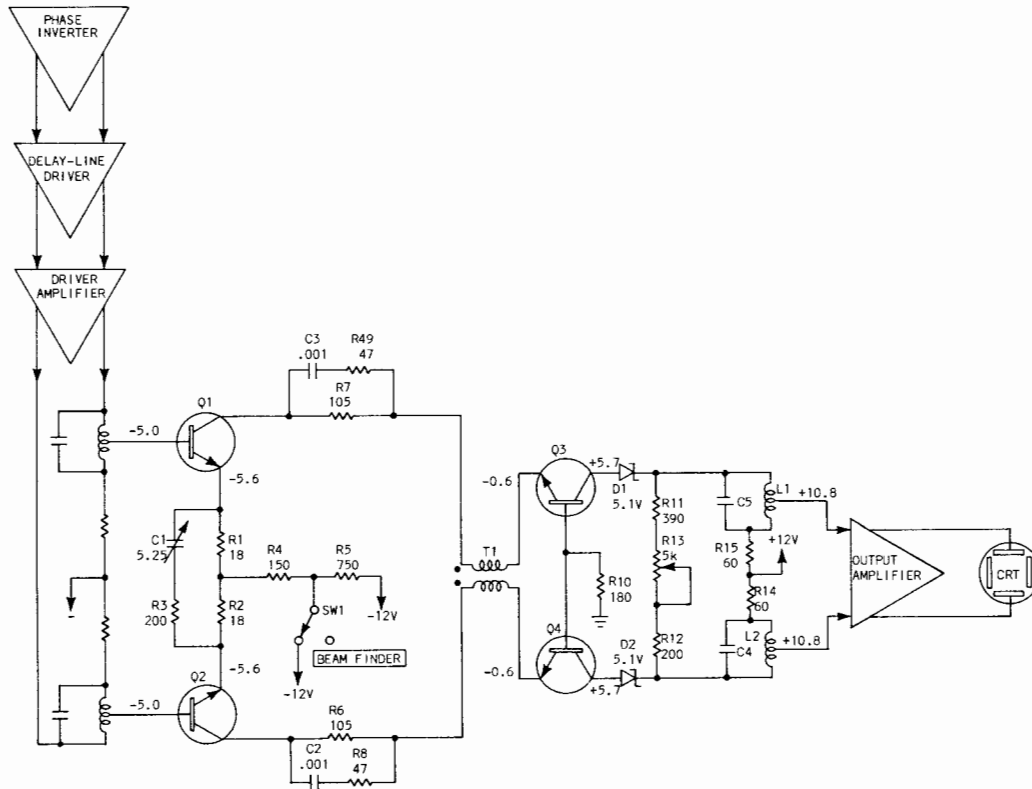 PHASE
INVERTER
DELAY-LINE
DRIVER
DRIVER
AMPLIFIER
C3
.001
R49
47
R7
105
Q1
-5.0
-5.6
Q3
+5.7
-0.6
D1
5.1V
R11
390
C5
L1
+10.8
C1
5.25
R1
18
R4
150
R5
750
-12V
T1
R13
5k
R15
60
+12V
OUTPUT
AMPLIFIER
CRT
R3
200
R2
18
SW1
R10
180
R14
60
BEAM FINDER
-12V
Q4
D2
5.1V
R12
200
L2
C4
+10.8
-0.6
+5.7
-5.6
Q2
-5.0
R6
105
C2
.001
R8
47